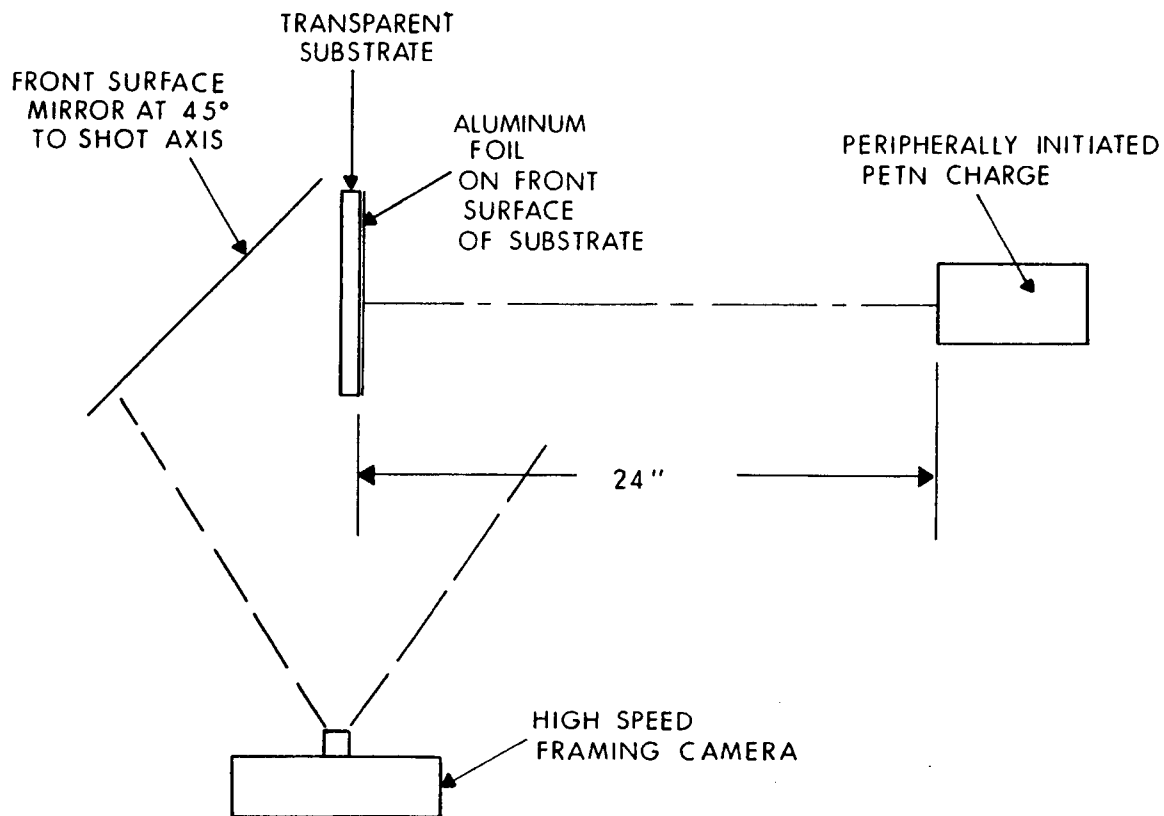 TRANSPARENT
SUBSTRATE
FRONT SURFACE
MIRROR AT 45°
TO SHOT AXIS
ALUMINUM
FOIL
ON FRONT
SURFACE
OF SUBSTRATE
PERIPHERALLY INITIATED
PETN CHARGE
24"
HIGH SPEED
FRAMING CAMERA